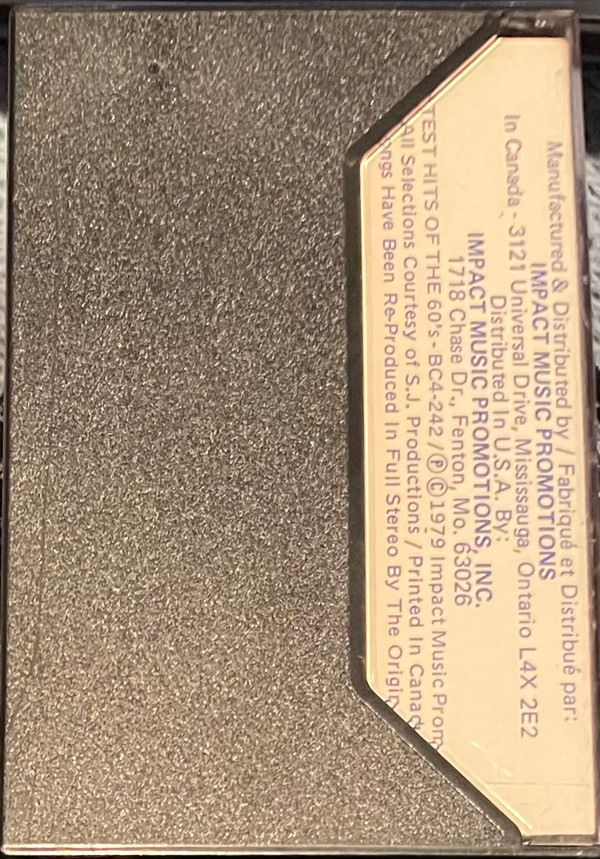 Manufactured & Distributed by / Fabriqué et Distribué par:
IMPACT MUSIC PROMOTIONS
In Canada - 3121 Universal Drive, Mississauga, Ontario L4X 2E2
Distributed In U.S.A. By:
IMPACT MUSIC PROMOTIONS, INC.
1718 Chase Dr., Fenton, Mo. 63026
TEST HITS OF THE 60's - BC4-242 / Ⓟ © 1979 Impact Music Prom
All Selections Courtesy of S.J. Productions / Printed In Canad
ngs Have Been Re-Produced In Full Stereo By The Origin